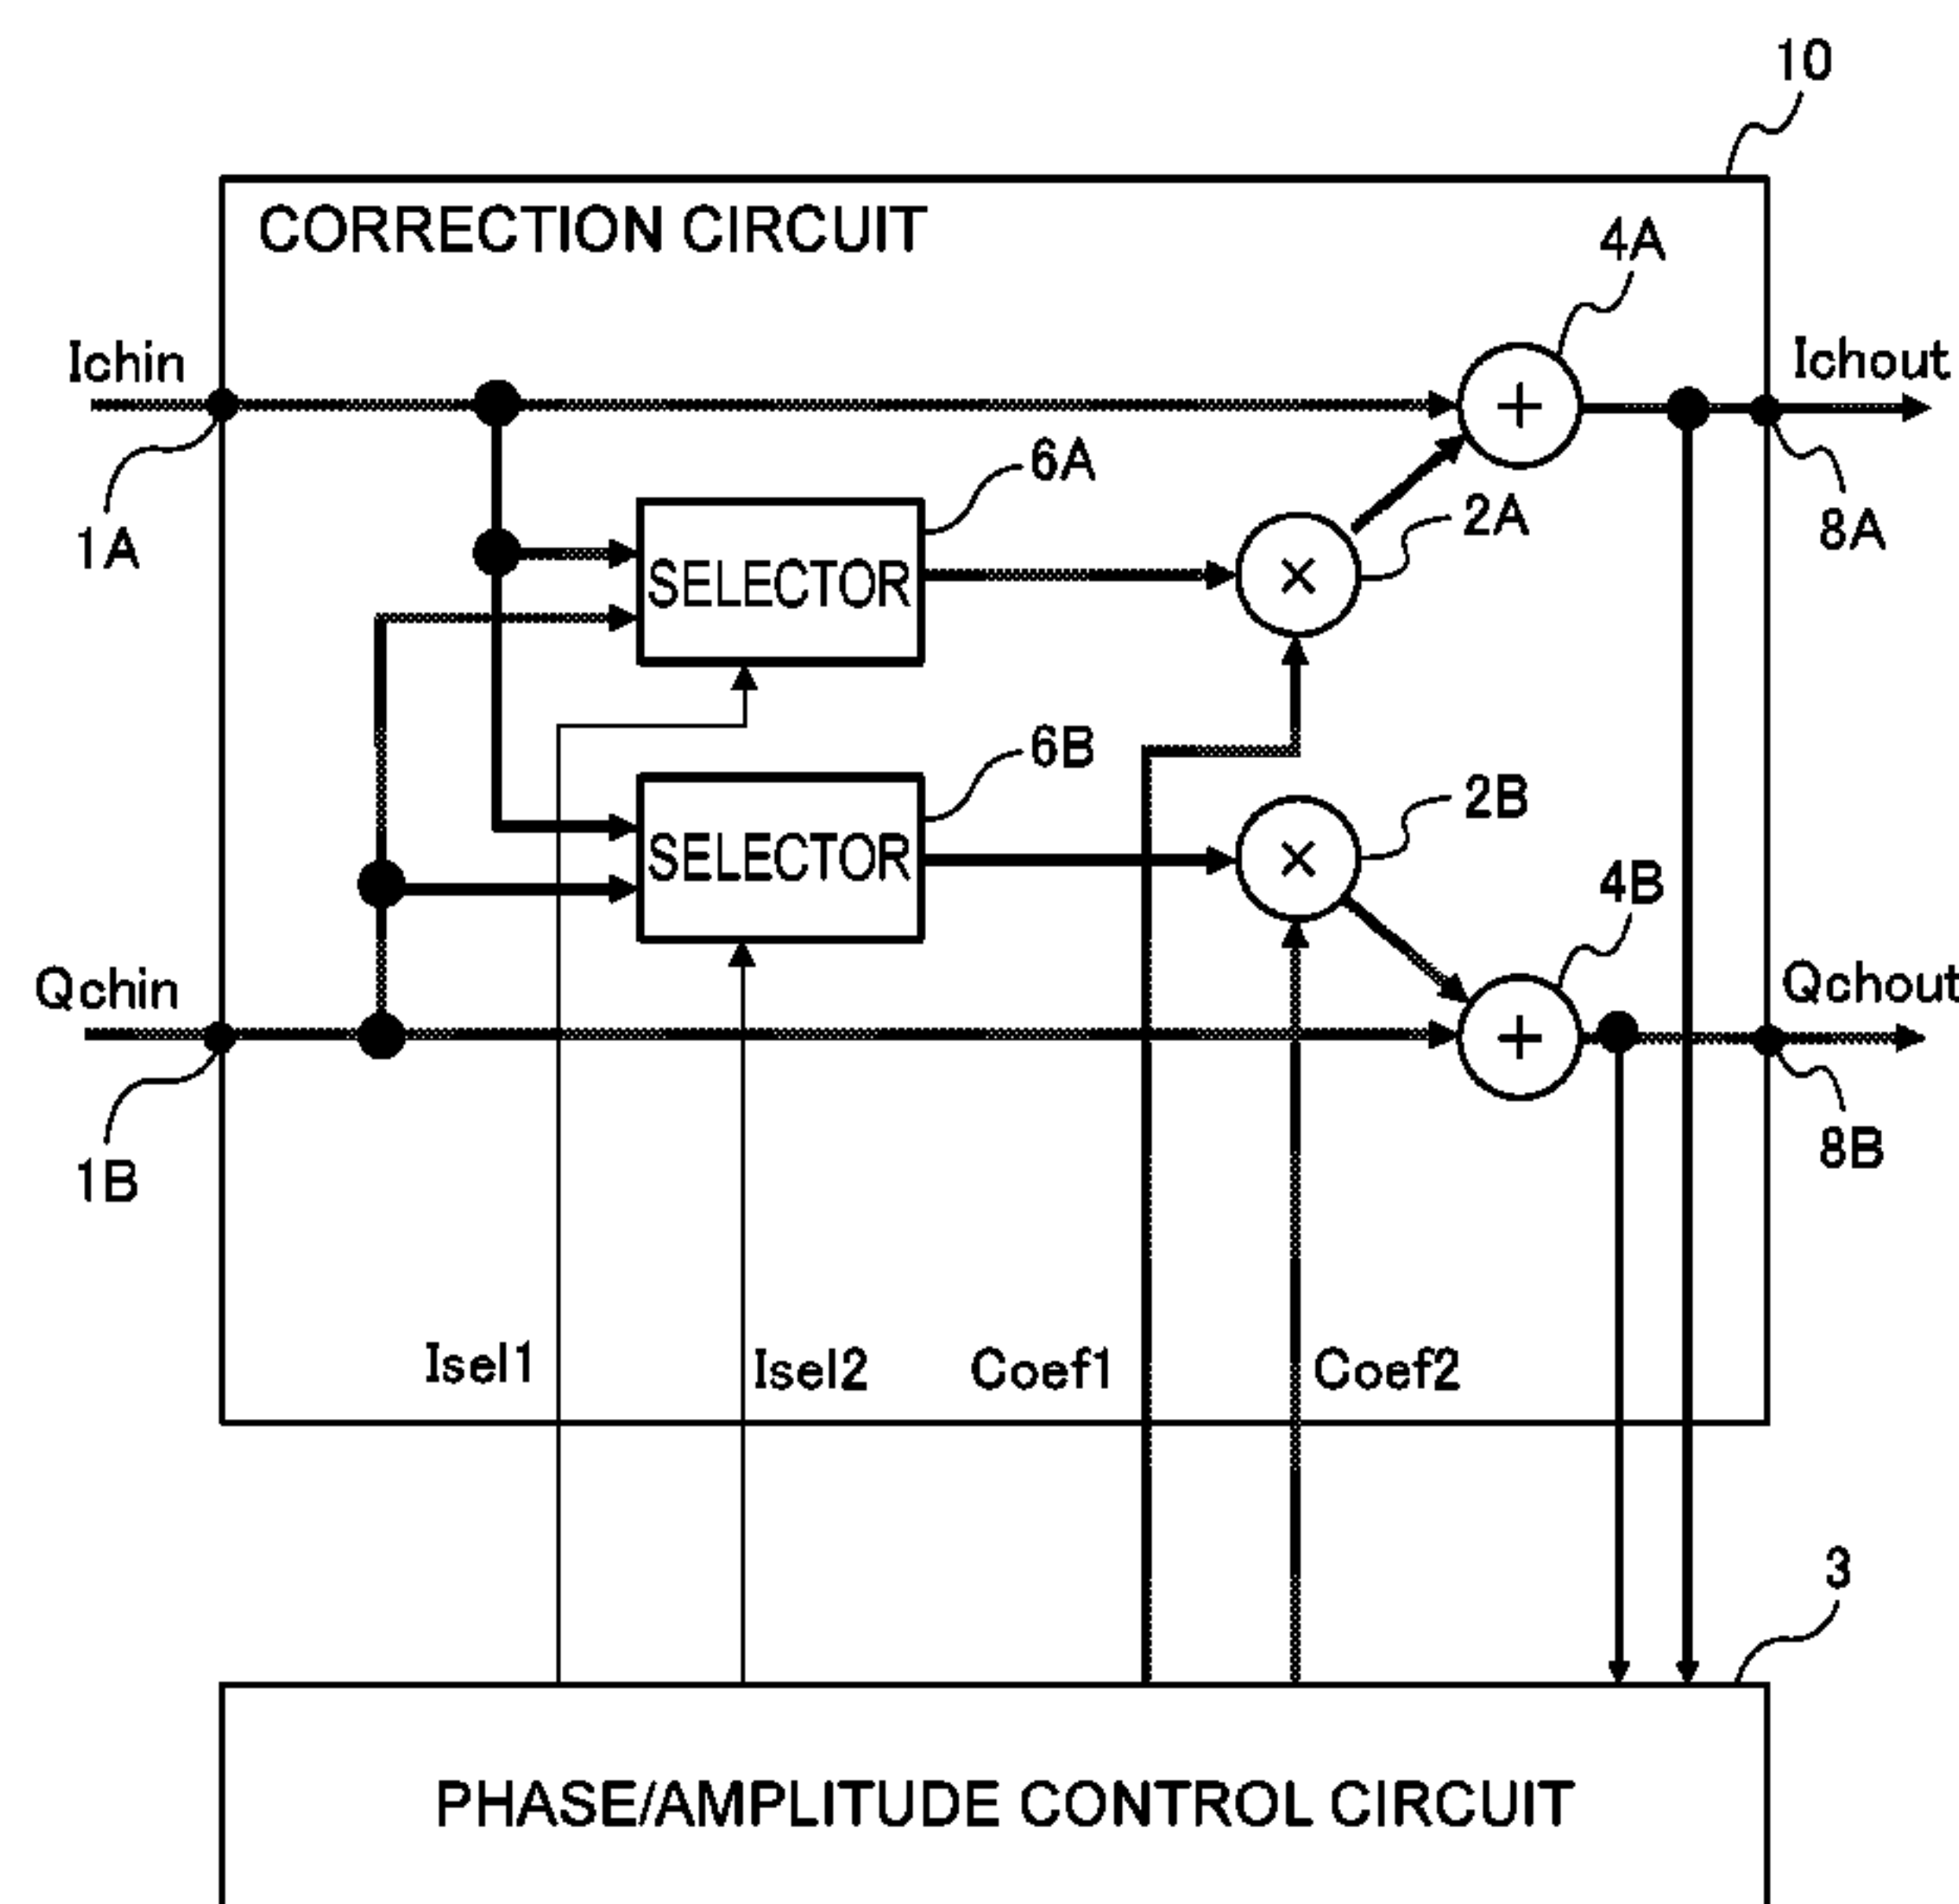 10
CORRECTION CIRCUIT
4A
Ichin
Ichout
6A
2A
1A
8A
SELECTOR
+
×
6B
2B
SELECTOR
×
4B
Qchin
Qchout
+
1B
8B
Isel1
Isel2
Coef1
Coef2
3
PHASE/AMPLITUDE CONTROL CIRCUIT